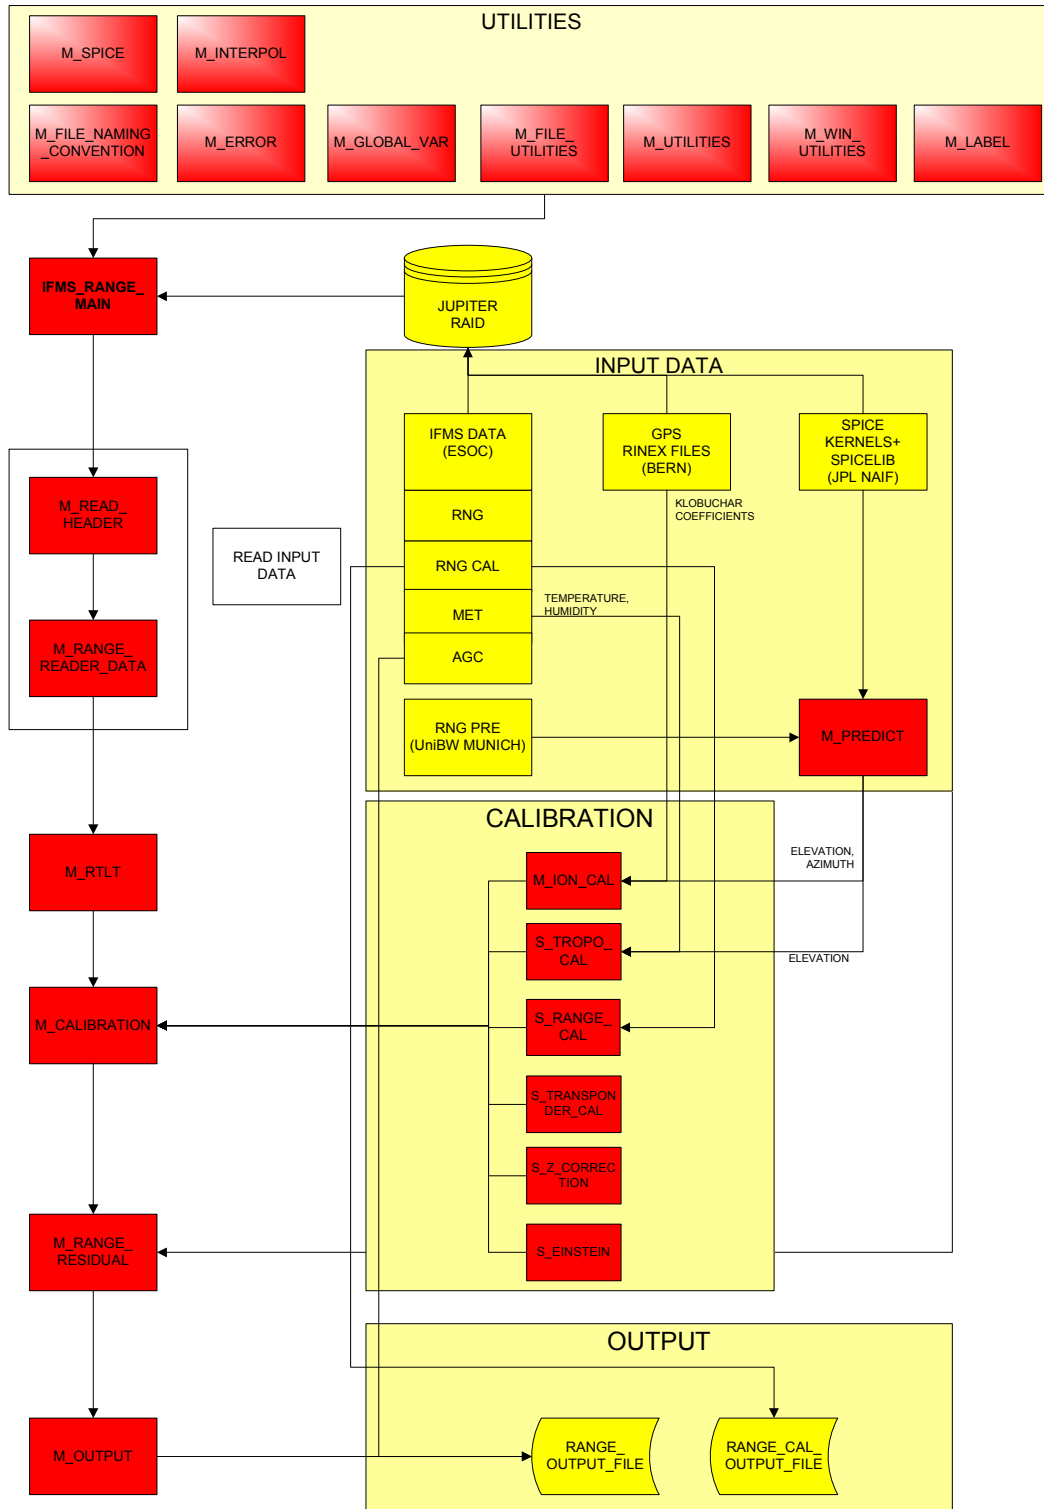 UTILITIES
M_SPICE
M_INTERPOL
M_FILE_NAMING
_CONVENTION
M_ERROR
M_GLOBAL_VAR
M_FILE_
UTILITIES
M_UTILITIES
M_WIN_
UTILITIES
M_LABEL
IFMS_RANGE_
MAIN
JUPITER
RAID
INPUT DATA
IFMS DATA
(ESOC)
GPS
RINEX FILES
(BERN)
SPICE
KERNELS+
SPICELIB
(JPL NAIF)
KLOBUCHAR
COEFFICIENTS
M_READ_
HEADER
RNG
READ INPUT
DATA
RNG CAL
TEMPERATURE,
HUMIDITY
MET
M_RANGE_
READER_DATA
AGC
RNG PRE
(UniBW MUNICH)
M_PREDICT
CALIBRATION
ELEVATION,
AZIMUTH
M_RTLT
M_ION_CAL
S_TROPO_
CAL
ELEVATION
M_CALIBRATION
S_RANGE_
CAL
S_TRANSPON
DER_CAL
S_Z_CORREC
TION
M_RANGE_
RESIDUAL
S_EINSTEIN
OUTPUT
M_OUTPUT
RANGE_
OUTPUT_FILE
RANGE_CAL_
OUTPUT_FILE